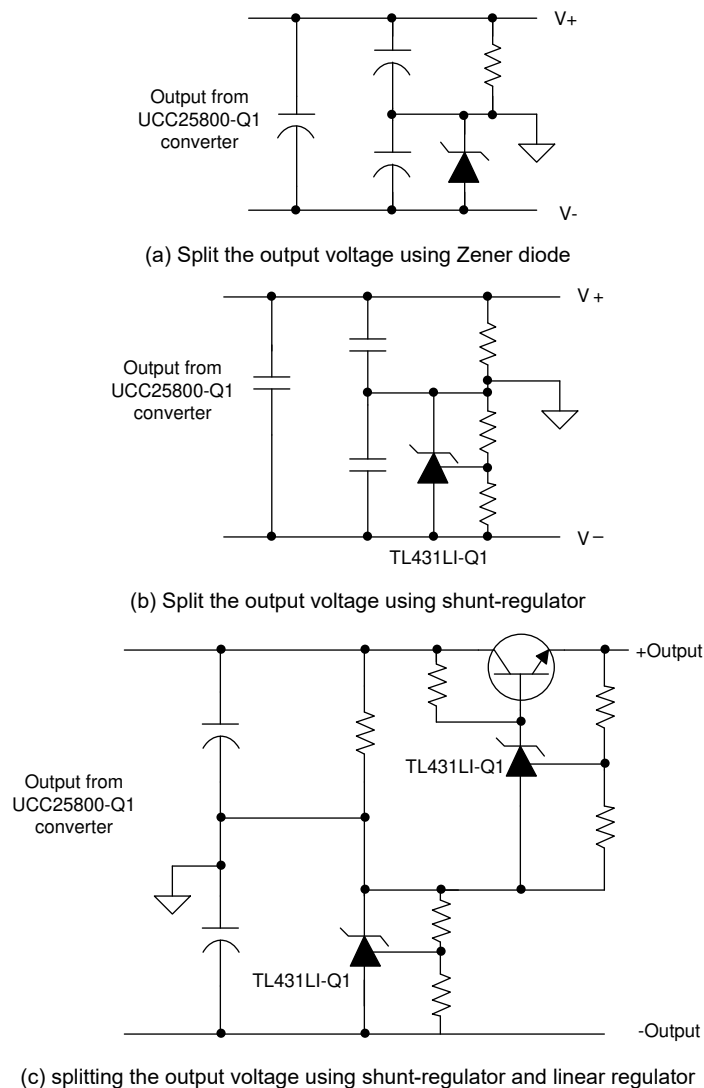 V+
Output from
UCC25800-Q1
converter
V-
(a) Split the output voltage using Zener diode
V+
Output from
UCC25800-Q1
converter
V−
TL431LI-Q1
(b) Split the output voltage using shunt-regulator
+Output
TL431LI-Q1
Output from
UCC25800-Q1
converter
TL431LI-Q1
-Output
(c) splitting the output voltage using shunt-regulator and linear regulator